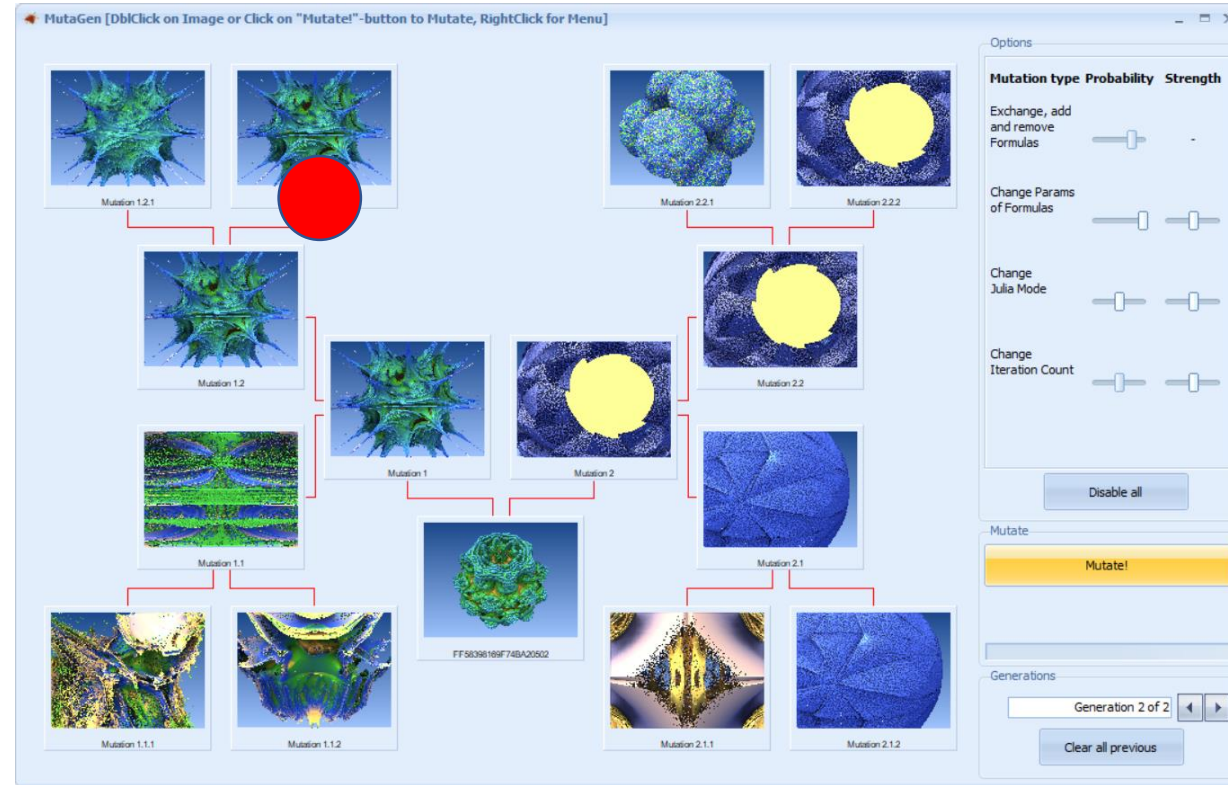 MutaGen [DblClick on Image or Click on "Mutate!"-button to Mutate, RightClick for Menu]
Mutation 1.2.1
Mutation 2.2.1
Mutation 2.2.2
Mutation 1.2
Mutation 2.2
Mutation 1
Mutation 2
Mutation 1.1
Mutation 2.1
FF58398169F74BA20502
Mutation 1.1.1
Mutation 1.1.2
Mutation 2.1.1
Mutation 2.1.2
Options
Mutation type Probability Strength
Exchange, add
and remove
Formulas
-
Change Params
of Formulas
Change
Julia Mode
Change
Iteration Count
Disable all
Mutate
Mutate!
Generations
Generation 2 of 2
Clear all previous